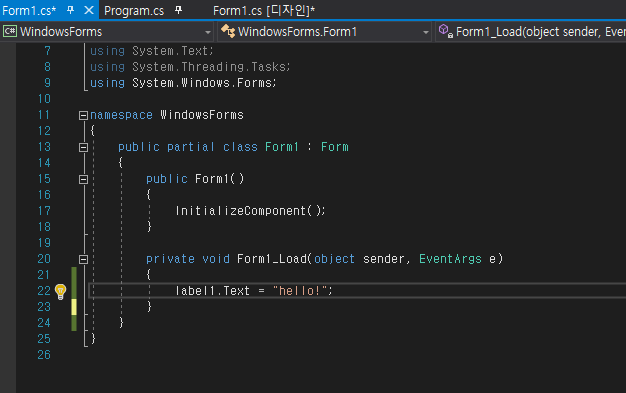 Form1.cs* Program.cs Form1.cs [디자인]*
C# WindowsForms WindowsForms.Form1 Form1_Load(object sender, Even
7 using System.Text;
8 using System.Threading.Tasks;
9 using System.Windows.Forms;
10
11 namespace WindowsForms
12 {
13 public partial class Form1 : Form
14 {
15 public Form1()
16 {
17 InitializeComponent();
18 }
19
20 private void Form1_Load(object sender, EventArgs e)
21 {
22 label1.Text = "hello!";
23 }
24 }
25 }
26